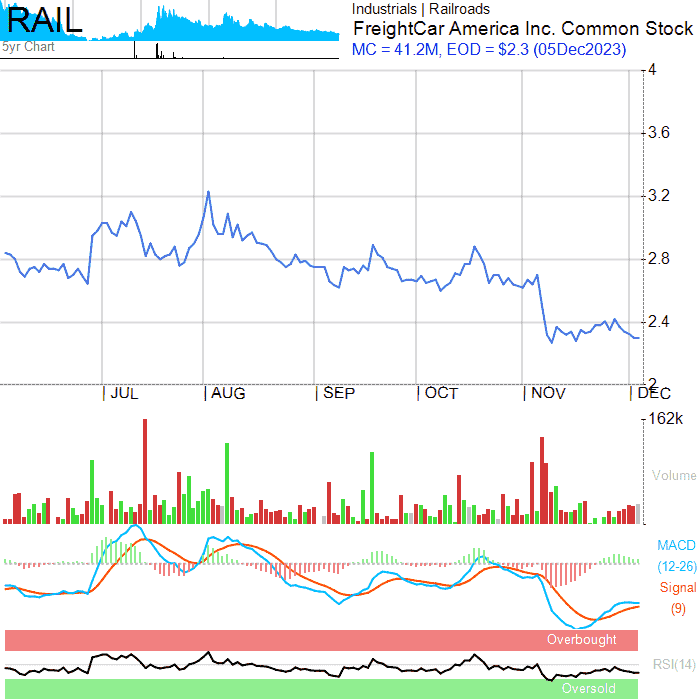 RAIL
5yr Chart
Industrials | Railroads
FreightCar America Inc. Common Stock
MC = 41.2M, EOD = $2.3 (05Dec2023)
4
3.6
3.2
2.8
2.4
2
JUL AUG SEP OCT NOV DEC
162k
Volume
MACD
(12-26)
Signal
(9)
Overbought
RSI(14)
Oversold